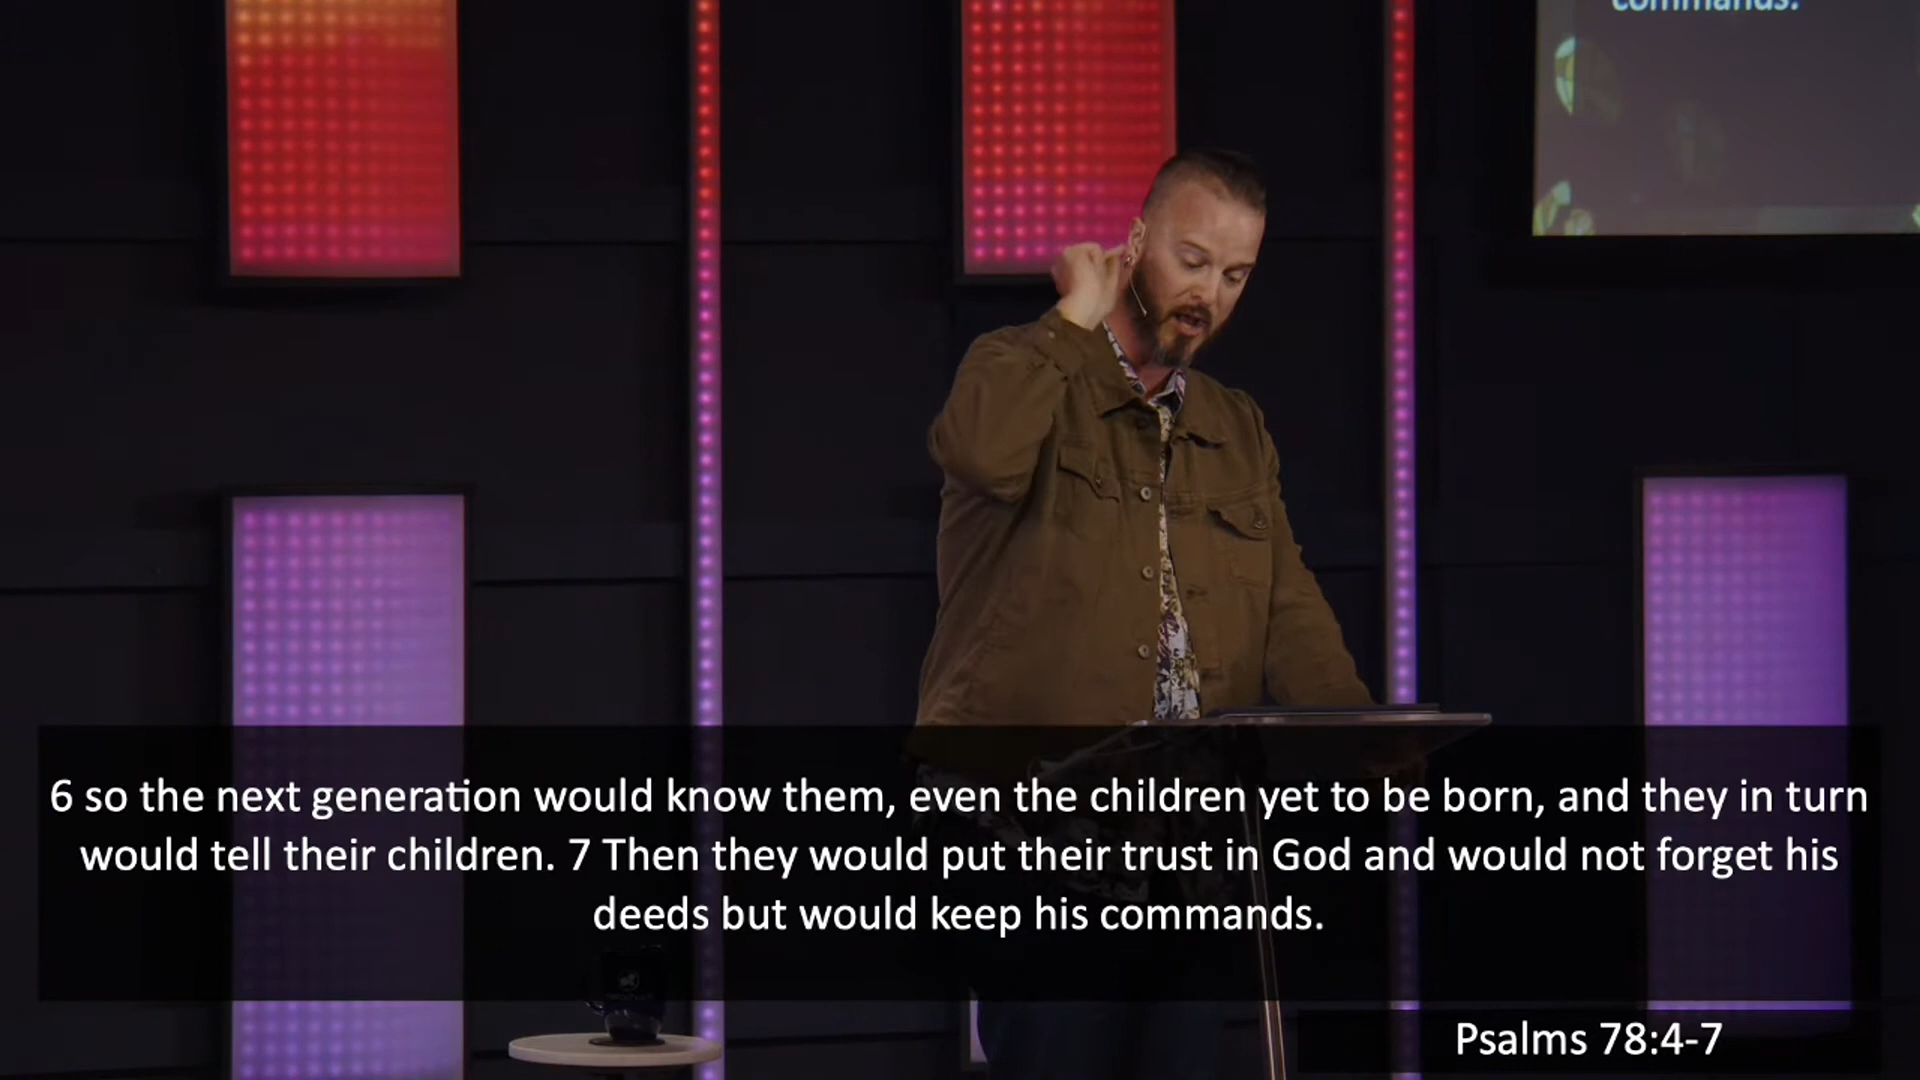 commands.
6 so the next generation would know them, even the children yet to be born, and they in turn
would tell their children. 7 Then they would put their trust in God and would not forget his
deeds but would keep his commands.
Psalms 78:4-7